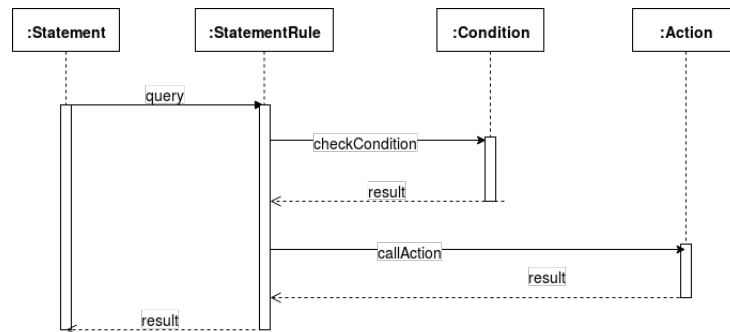 :Statement
:StatementRule
:Condition
:Action
query
checkCondition
result
callAction
result
result